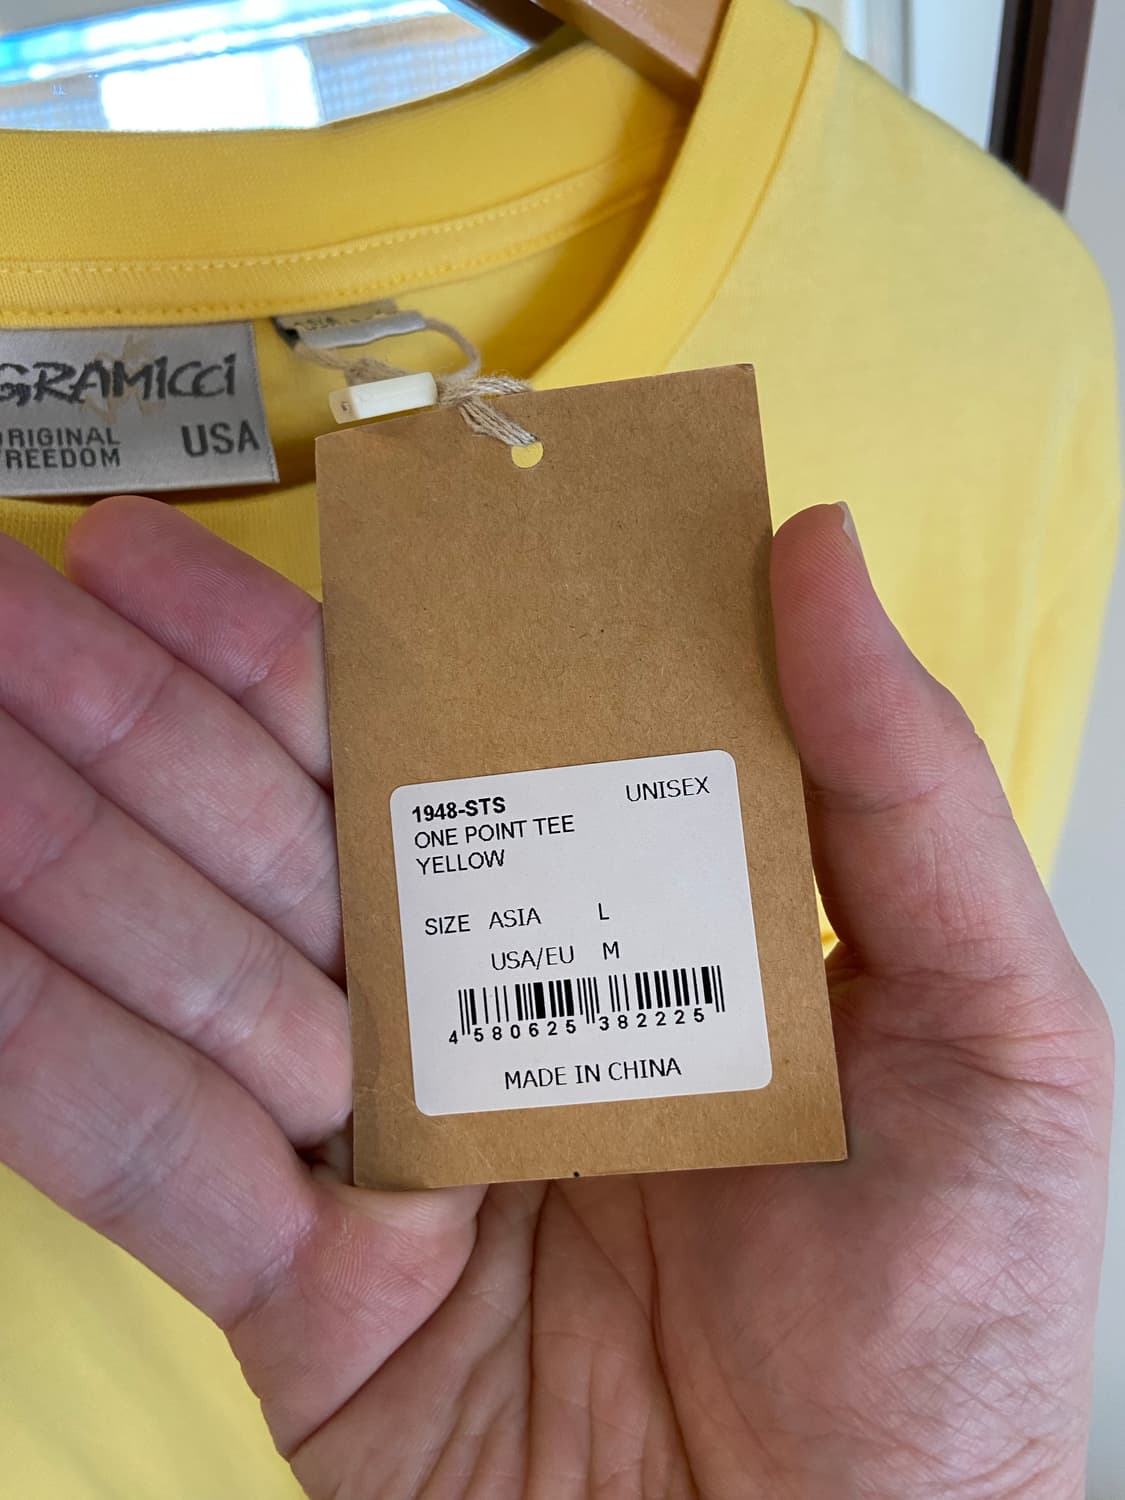 GRAMICCI
ORIGINAL
FREEDOM
USA
1948-STS
UNISEX
ONE POINT TEE
YELLOW
SIZE ASIA L
USA/EU M
4 580625 382225
MADE IN CHINA